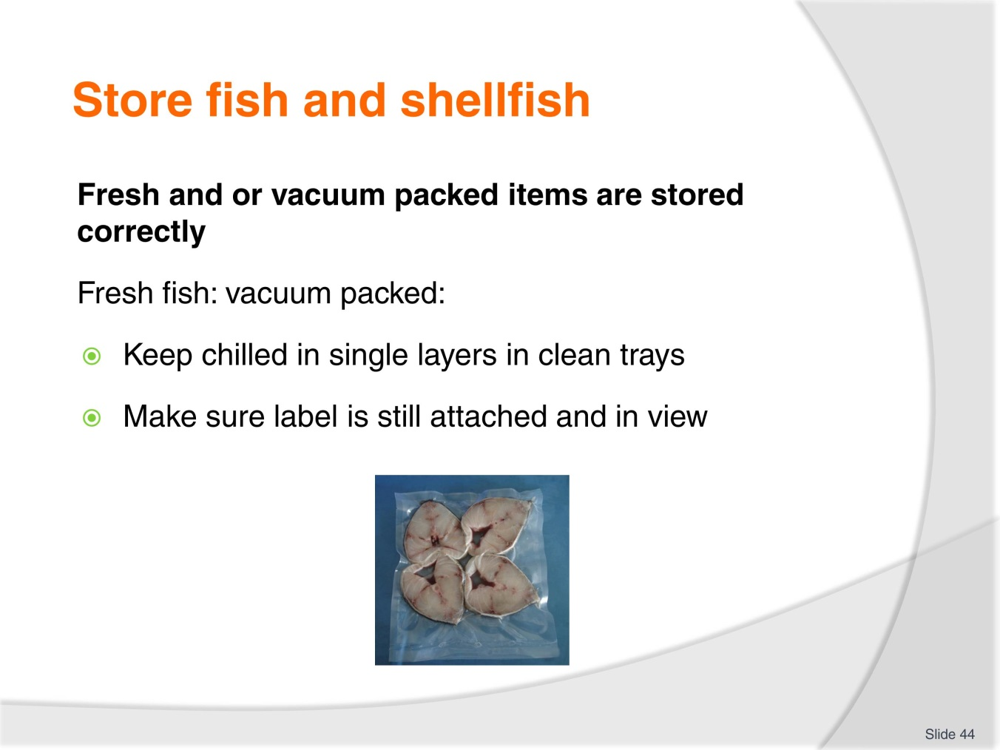 Store fish and shellfish
Fresh and or vacuum packed items are stored
correctly
Fresh fish: vacuum packed:
Keep chilled in single layers in clean trays
Make sure label is still attached and in view
Slide 44